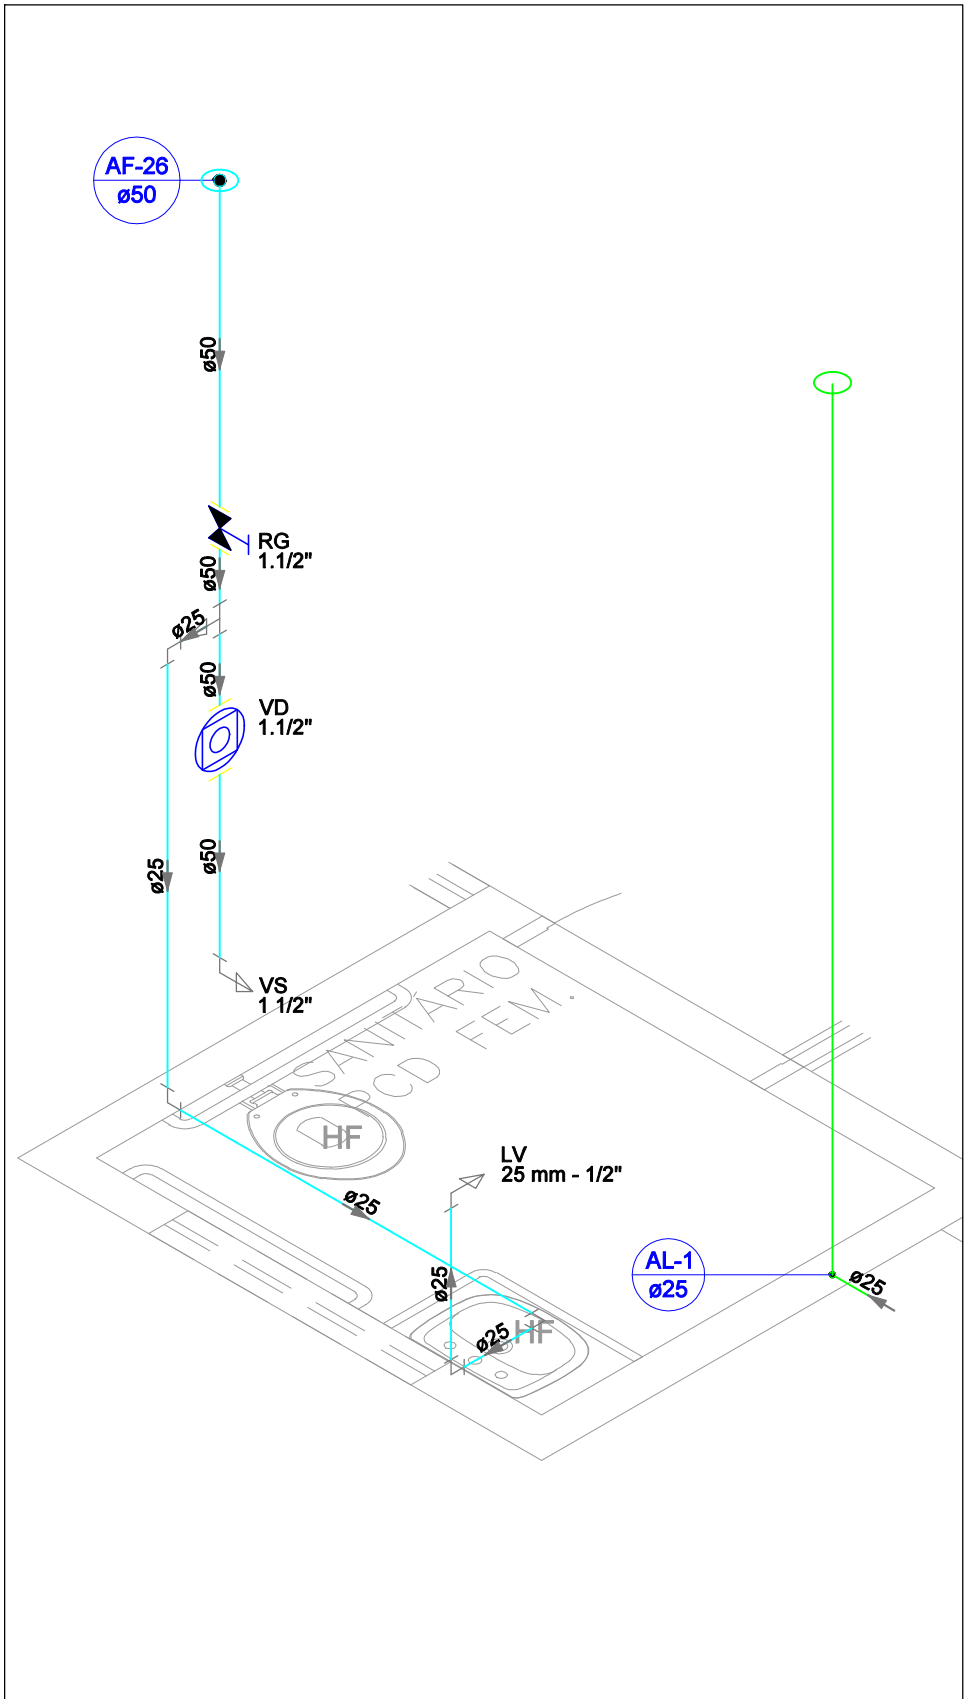 AF-26
ø50
ø50
RG
1.1/2"
ø50
ø25
ø50
VD
1.1/2"
ø50
ø25
VS
1 1/2"
SANITÁRIO
PCD FEM.
HF
LV
25 mm - 1/2"
ø25
AL-1
ø25
ø25
ø25
ø25
HF